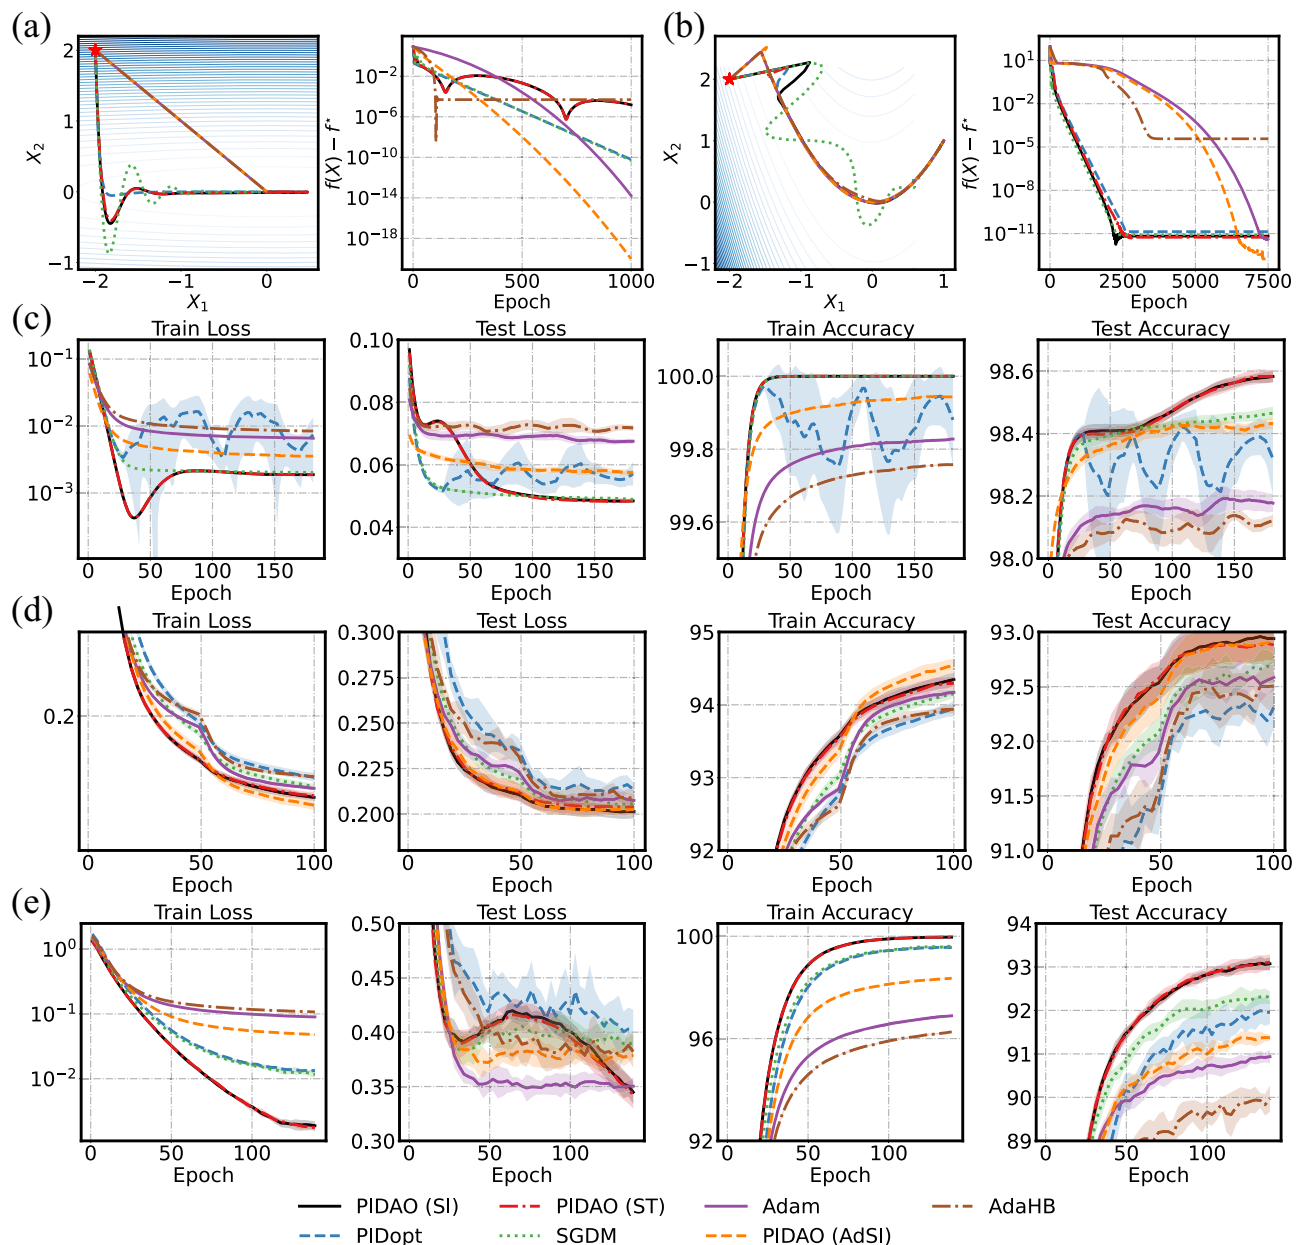 (a)
(b)
2
1
0
−1
−2
−1
0
X₁
X₂
10⁻²
10⁻⁶
10⁻¹⁰
10⁻¹⁴
10⁻¹⁸
0
500
1000
Epoch
f(X) − f*
2
1
0
−1
−2
−1
0
1
X₁
X₂
10¹
10⁻²
10⁻⁵
10⁻⁸
10⁻¹¹
0
2500
5000
7500
Epoch
f(X) − f*
(c)
Train Loss
10⁻¹
10⁻²
10⁻³
0 50 100 150
Epoch
Test Loss
0.10
0.08
0.06
0.04
0 50 100 150
Epoch
Train Accuracy
100.0
99.8
99.6
0 50 100 150
Epoch
Test Accuracy
98.6
98.4
98.2
98.0
0 50 100 150
Epoch
(d)
Train Loss
0.2
0 50 100
Epoch
Test Loss
0.300
0.275
0.250
0.225
0.200
0 50 100
Epoch
Train Accuracy
95
94
93
92
0 50 100
Epoch
Test Accuracy
93.0
92.5
92.0
91.5
91.0
0 50 100
Epoch
(e)
Train Loss
10⁰
10⁻¹
10⁻²
0 50 100
Epoch
Test Loss
0.50
0.45
0.40
0.35
0.30
0 50 100
Epoch
Train Accuracy
100
96
92
0 50 100
Epoch
Test Accuracy
94
93
92
91
90
89
0 50 100
Epoch
PIDAO (SI) PIDAO (ST) Adam AdaHB
PIDopt SGDM PIDAO (AdSI)